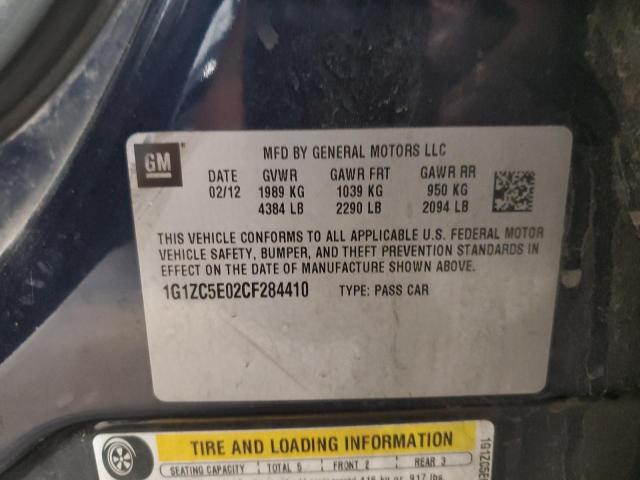 GM
MFD BY GENERAL MOTORS LLC
DATE GVWR GAWR FRT GAWR RR
02/12 1989 KG 1039 KG 950 KG
4384 LB 2290 LB 2094 LB
THIS VEHICLE CONFORMS TO ALL APPLICABLE U.S. FEDERAL MOTOR
VEHICLE SAFETY, BUMPER, AND THEFT PREVENTION STANDARDS IN
EFFECT ON THE DATE OF MANUFACTURE SHOWN ABOVE.
1G1ZC5E02CF284410 TYPE: PASS CAR
TIRE AND LOADING INFORMATION
SEATING CAPACITY TOTAL 5 FRONT 2 REAR 3
1G1ZC5E